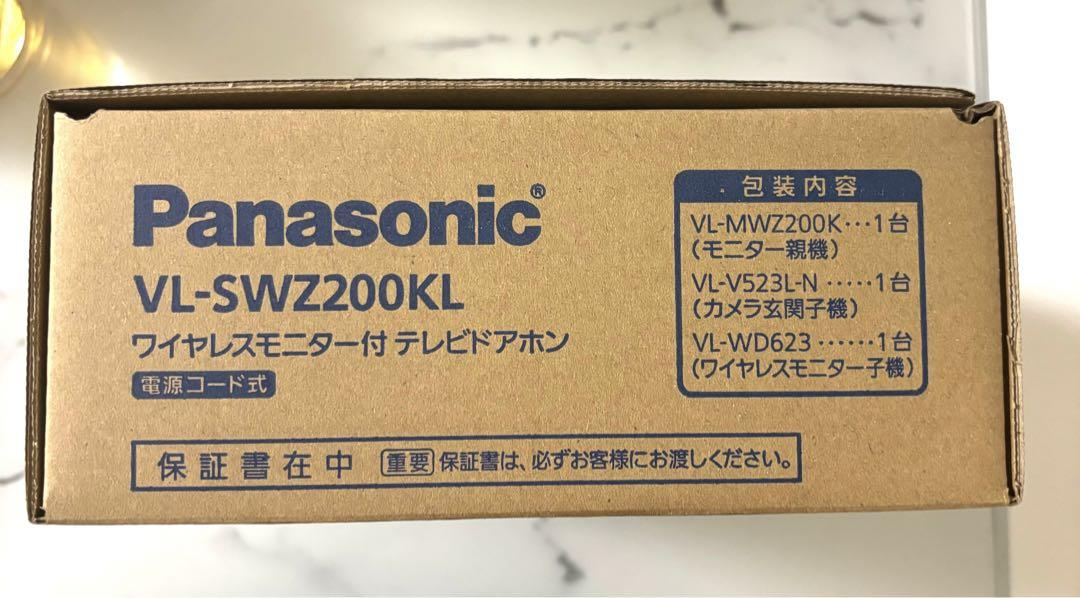 Panasonic®
VL-SWZ200KL
ワイヤレスモニター付 テレビドアホン
電源コード式
包装内容
VL-MWZ200K…1台
(モニター親機)
VL-V523L-N ……1台
(カメラ玄関子機)
VL-WD623 ……1台
(ワイヤレスモニター子機)
保証書在中 重要 保証書は、必ずお客様にお渡しください。